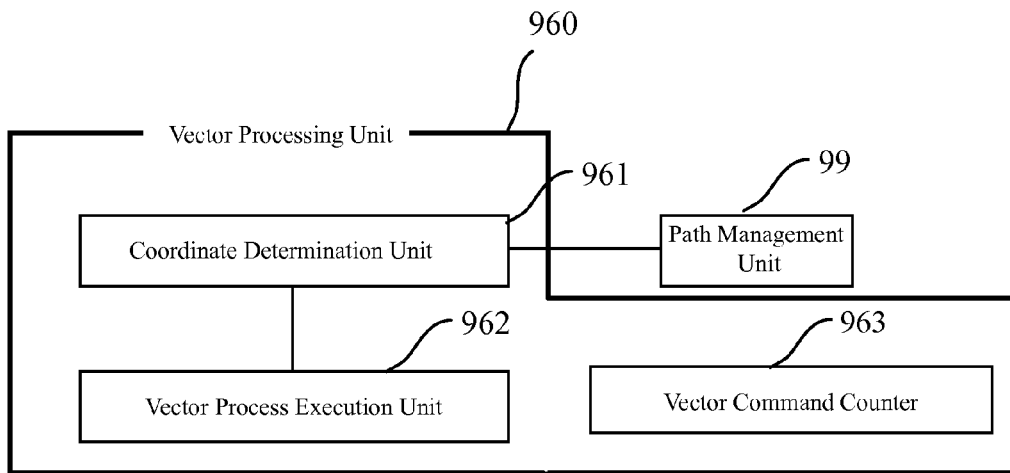 960
Vector Processing Unit
961
99
Coordinate Determination Unit
Path Management
Unit
962
963
Vector Process Execution Unit
Vector Command Counter